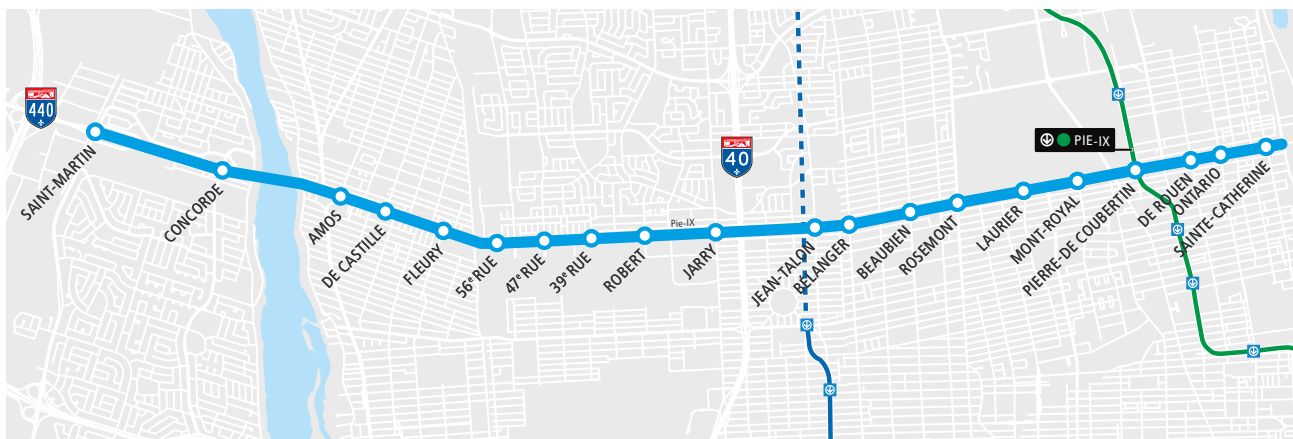 440
40
PIE-IX
Pie-IX
SAINT-MARTIN
CONCORDE
AMOS
DE CASTILLE
FLEURY
56e RUE
47e RUE
39e RUE
ROBERT
JARRY
JEAN-TALON
BÉLANGER
BEAUBIEN
ROSEMONT
LAURIER
MONT-ROYAL
PIERRE-DE COUBERTIN
DE ROUEN
ONTARIO
SAINTE-CATHERINE